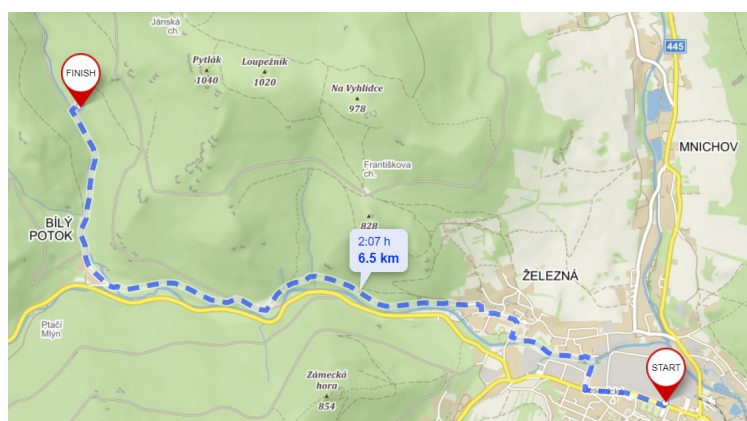 Jánská
ch.
FINISH
Pytlák
1040
Loupežník
1020
Na Vyhlídce
978
445
MNICHOV
Františkova
ch.
828
BÍLÝ
POTOK
2:07 h
6.5 km
ŽELEZNÁ
Ptačí
Mlýn
Zámecká
hora
854
START